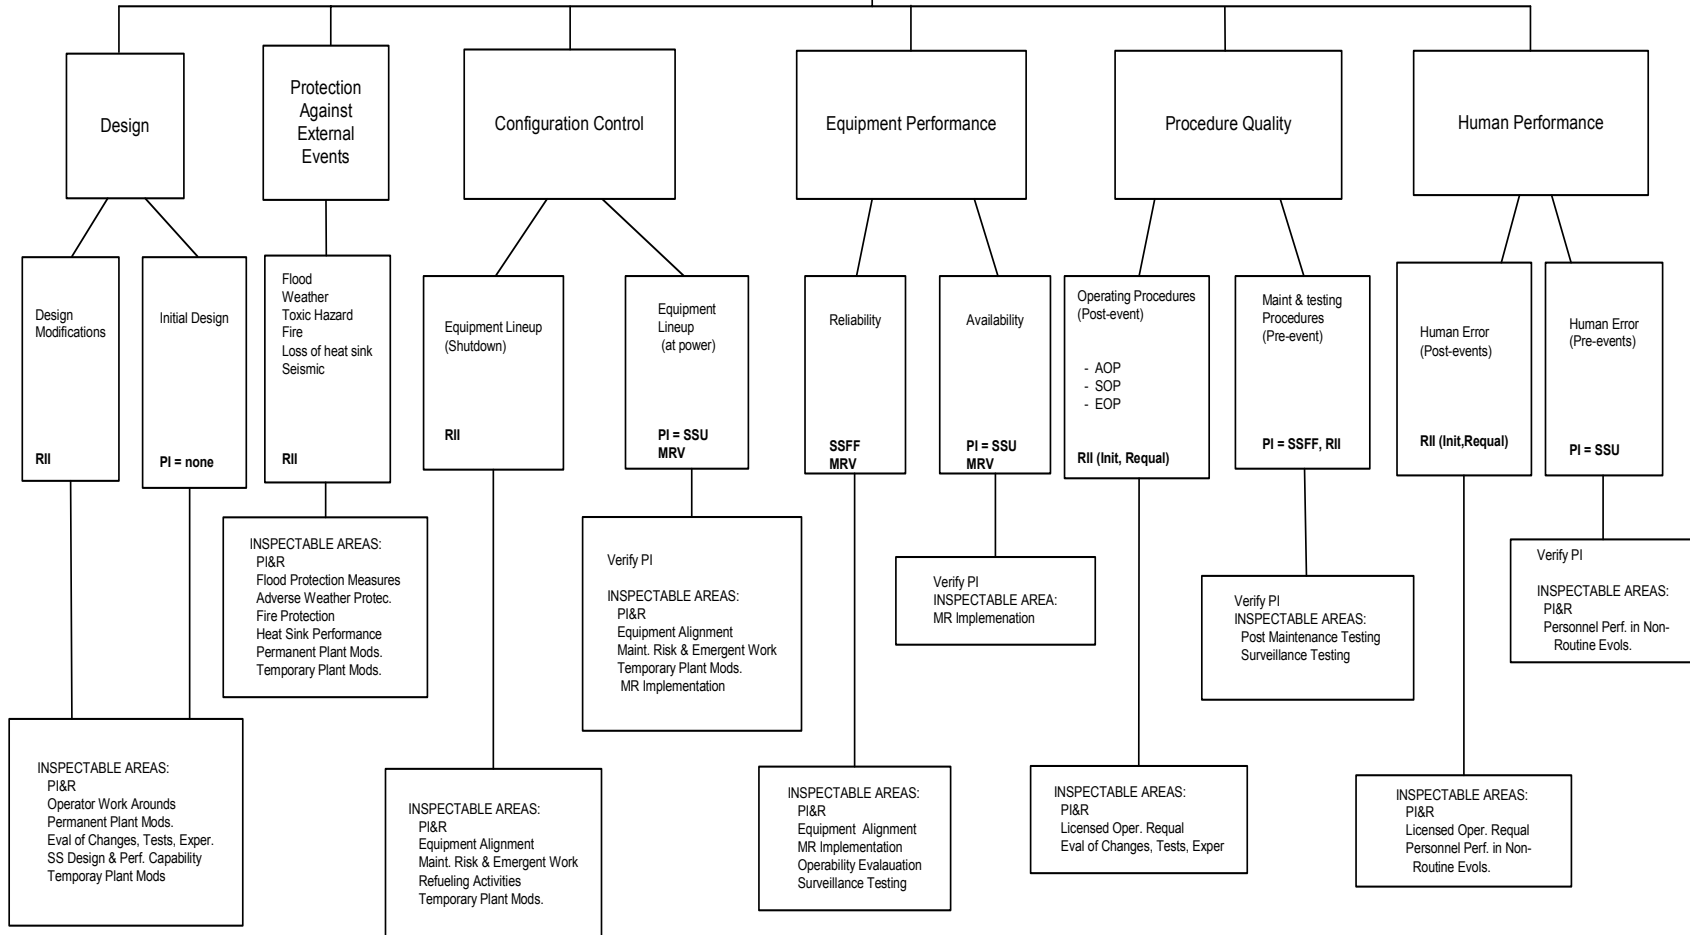 Design
Protection
Against
External
Events
Configuration Control
Equipment Performance
Procedure Quality
Human Performance
Design
Modifications
RII
Initial Design
PI = none
Flood
Weather
Toxic Hazard
Fire
Loss of heat sink
Seismic
RII
Equipment Lineup
(Shutdown)
RII
Equipment
Lineup
(at power)
PI = SSU
MRV
Reliability
SSFF
MRV
Availability
PI = SSU
MRV
Operating Procedures
(Post-event)
- AOP
- SOP
- EOP
RII (Init, Requal)
Maint & testing
Procedures
(Pre-event)
PI = SSFF, RII
Human Error
(Post-events)
RII (Init,Requal)
Human Error
(Pre-events)
PI = SSU
INSPECTABLE AREAS:
PI&R
Flood Protection Measures
Adverse Weather Protec.
Fire Protection
Heat Sink Performance
Permanent Plant Mods.
Temporary Plant Mods.
Verify PI
INSPECTABLE AREAS:
PI&R
Equipment Alignment
Maint. Risk & Emergent Work
Temporary Plant Mods.
MR Implementation
Verify PI
INSPECTABLE AREA:
MR Implemenation
Verify PI
INSPECTABLE AREAS:
Post Maintenance Testing
Surveillance Testing
Verify PI
INSPECTABLE AREAS:
PI&R
Personnel Perf. in Non-
Routine Evols.
INSPECTABLE AREAS:
PI&R
Operator Work Arounds
Permanent Plant Mods.
Eval of Changes, Tests, Exper.
SS Design & Perf. Capability
Temporay Plant Mods
INSPECTABLE AREAS:
PI&R
Equipment Alignment
Maint. Risk & Emergent Work
Refueling Activities
Temporary Plant Mods.
INSPECTABLE AREAS:
PI&R
Equipment Alignment
MR Implementation
Operability Evalauation
Surveillance Testing
INSPECTABLE AREAS:
PI&R
Licensed Oper. Requal
Eval of Changes, Tests, Exper
INSPECTABLE AREAS:
PI&R
Licensed Oper. Requal
Personnel Perf. in Non-
Routine Evols.